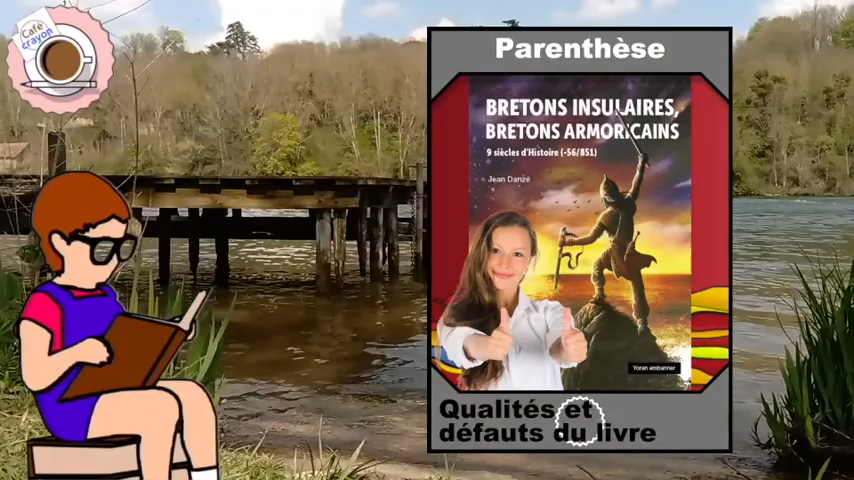 Café
crayon
Parenthèse
BRETONS INSULAIRES,
BRETONS ARMORICAINS
9 siècles d'Histoire (-56/851)
Jean Danzé
Yoran embanner
Qualités et
défauts du livre